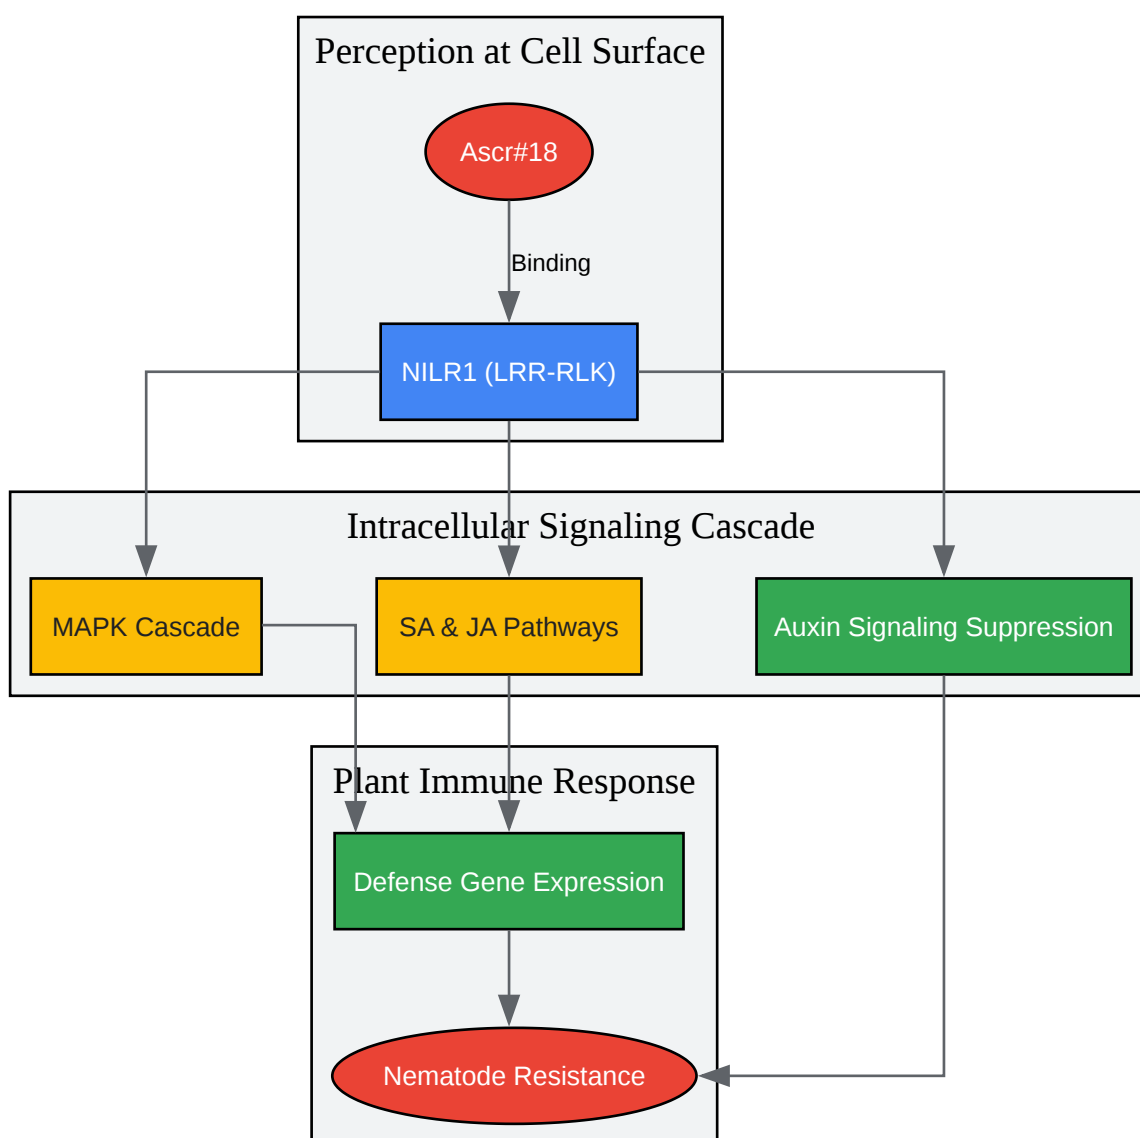 Perception at Cell Surface
Ascr#18
Binding
NILR1 (LRR-RLK)
Intracellular Signaling Cascade
MAPK Cascade
SA & JA Pathways
Auxin Signaling Suppression
Plant Immune Response
Defense Gene Expression
Nematode Resistance